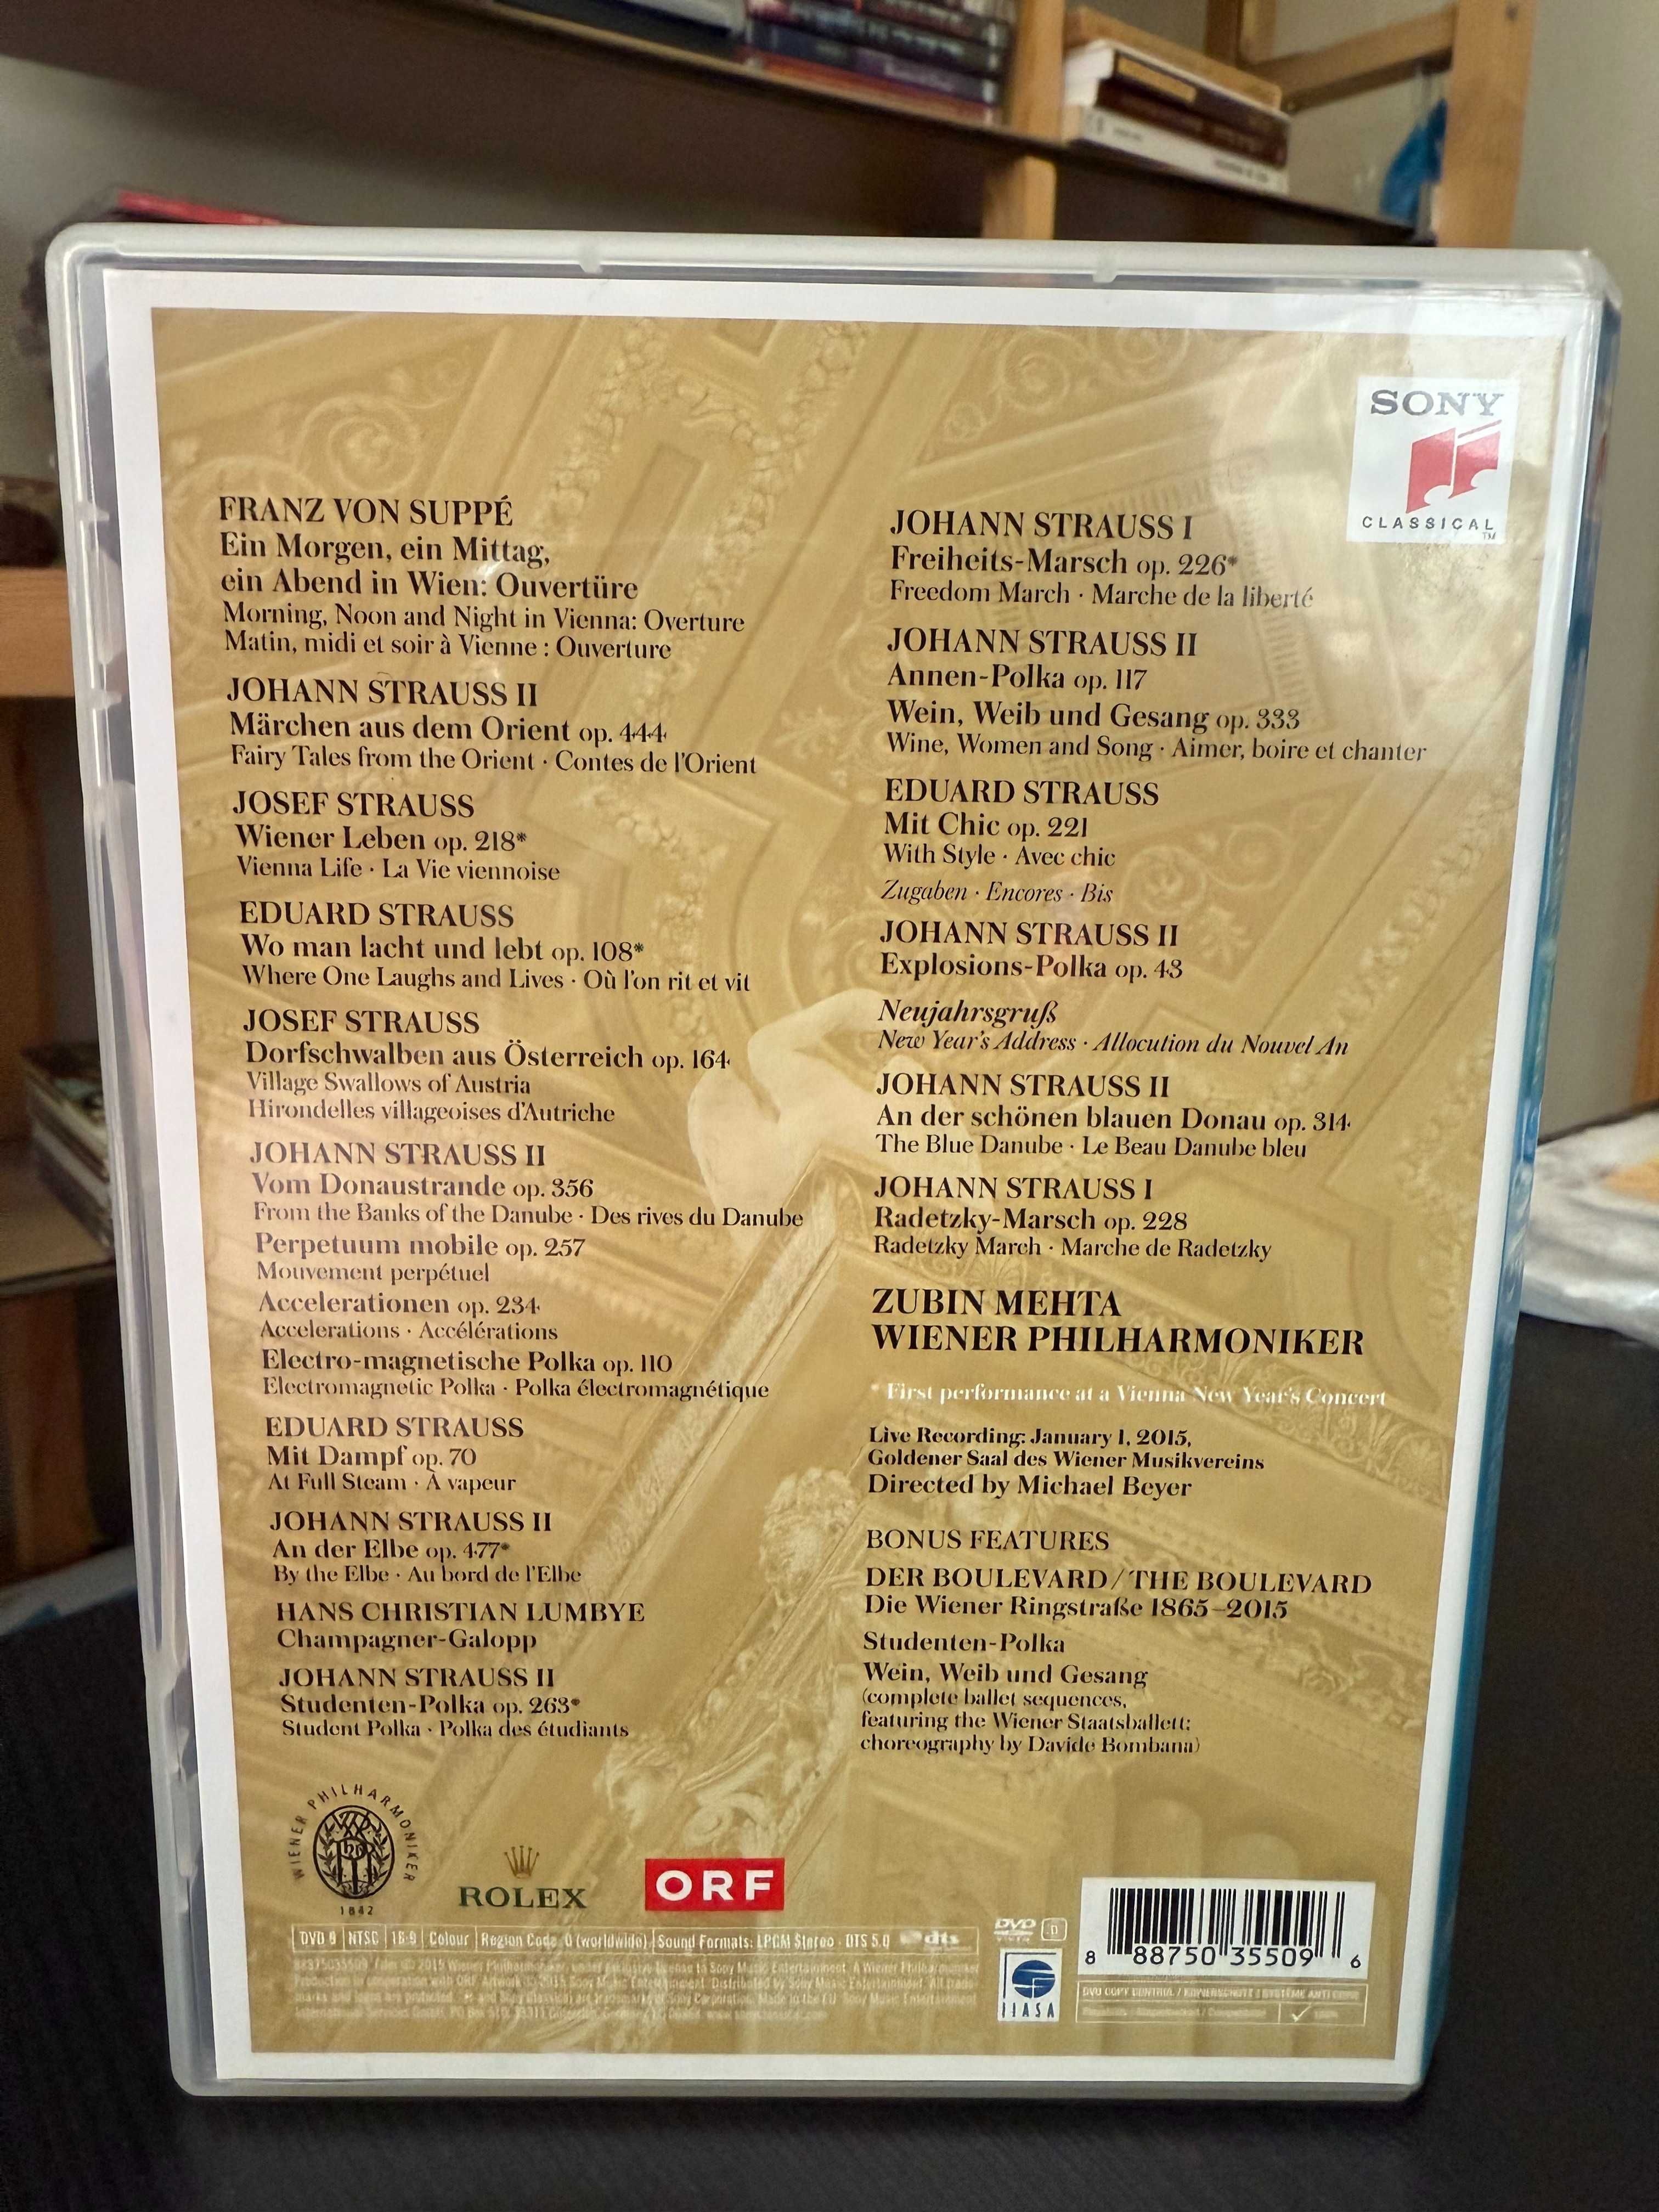 FRANZ VON SUPPÉ
Ein Morgen, ein Mittag,
ein Abend in Wien: Ouvertüre
Morning, Noon and Night in Vienna: Overture
Matin, midi et soir à Vienne : Ouverture
JOHANN STRAUSS II
Märchen aus dem Orient op. 444
Fairy Tales from the Orient · Contes de l'Orient
JOSEF STRAUSS
Wiener Leben op. 218*
Vienna Life · La Vie viennoise
EDUARD STRAUSS
Wo man lacht und lebt op. 108*
Where One Laughs and Lives · Où l'on rit et vit
JOSEF STRAUSS
Dorfschwalben aus Österreich op. 164
Village Swallows of Austria
Hirondelles villageoises d'Autriche
JOHANN STRAUSS II
Vom Donaustrande op. 356
From the Banks of the Danube · Des rives du Danube
Perpetuum mobile op. 257
Mouvement perpétuel
Accelerationen op. 234
Accelerations · Accélérations
Electro-magnetische Polka op. 110
Electromagnetic Polka · Polka électromagnétique
EDUARD STRAUSS
Mit Dampf op. 70
At Full Steam · À vapeur
JOHANN STRAUSS II
An der Elbe op. 477*
By the Elbe · Au bord de l'Elbe
HANS CHRISTIAN LUMBYE
Champagner-Galopp
JOHANN STRAUSS II
Studenten-Polka op. 263*
Student Polka · Polka des étudiants
SONY
CLASSICAL
TM
JOHANN STRAUSS I
Freiheits-Marsch op. 226*
Freedom March · Marche de la liberté
JOHANN STRAUSS II
Annen-Polka op. 117
Wein, Weib und Gesang op. 333
Wine, Women and Song · Aimer, boire et chanter
EDUARD STRAUSS
Mit Chic op. 221
With Style · Avec chic
Zugaben · Encores · Bis
JOHANN STRAUSS II
Explosions-Polka op. 43
Neujahrsgruß
New Year's Address · Allocution du Nouvel An
JOHANN STRAUSS II
An der schönen blauen Donau op. 314
The Blue Danube · Le Beau Danube bleu
JOHANN STRAUSS I
Radetzky-Marsch op. 228
Radetzky March · Marche de Radetzky
ZUBIN MEHTA
WIENER PHILHARMONIKER
* First performance at a Vienna New Year's Concert
Live Recording: January 1, 2015,
Goldener Saal des Wiener Musikvereins
Directed by Michael Beyer
BONUS FEATURES
DER BOULEVARD/THE BOULEVARD
Die Wiener Ringstraße 1865–2015
Studenten-Polka
Wein, Weib und Gesang
(complete ballet sequences,
featuring the Wiener Staatsballett;
choreography by Davide Bombana)
WIENER PHILHARMONIKER
1842
ROLEX
ORF
DVD 9 NTSC 16:9 Colour Region Code: 0 (worldwide) Sound Formats: LPCM Stereo · DTS 5.0 dts
DVD
8 88750 35509 6
IIASA
DVD COPY CONTROL / KOPIERSCHUTZ / SYSTÈME ANTI COPIE